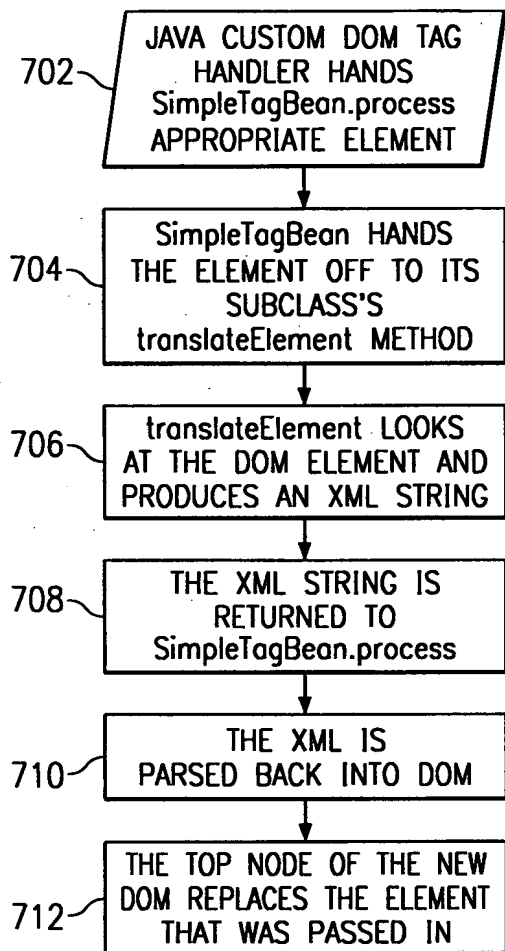 702
JAVA CUSTOM DOM TAG
HANDLER HANDS
SimpleTagBean.process
APPROPRIATE ELEMENT
704
SimpleTagBean HANDS
THE ELEMENT OFF TO ITS
SUBCLASS'S
translateElement METHOD
706
translateElement LOOKS
AT THE DOM ELEMENT AND
PRODUCES AN XML STRING
708
THE XML STRING IS
RETURNED TO
SimpleTagBean.process
710
THE XML IS
PARSED BACK INTO DOM
712
THE TOP NODE OF THE NEW
DOM REPLACES THE ELEMENT
THAT WAS PASSED IN